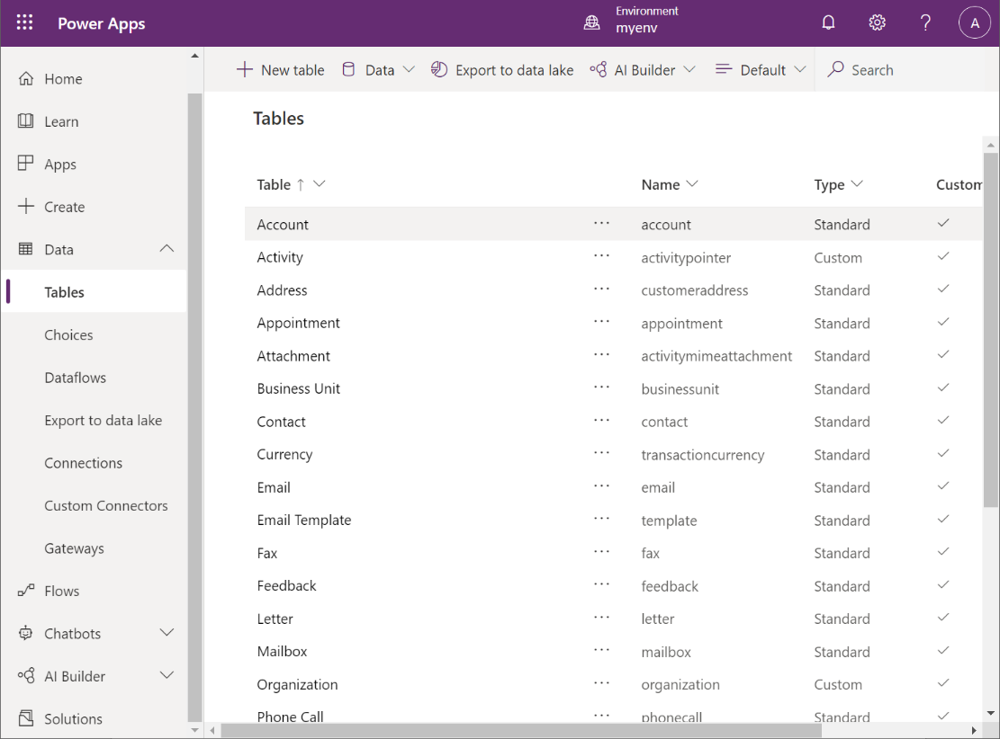 Power Apps
Environment
myenv
A
Home
Learn
Apps
Create
Data
Tables
Choices
Dataflows
Export to data lake
Connections
Custom Connectors
Gateways
Flows
Chatbots
AI Builder
Solutions
New table Data Export to data lake AI Builder Default Search
Tables
Table Name Type Custom
Account account Standard
Activity activitypointer Custom
Address customeraddress Standard
Appointment appointment Standard
Attachment activitymimeattachment Standard
Business Unit businessunit Standard
Contact contact Standard
Currency transactioncurrency Standard
Email email Standard
Email Template template Standard
Fax fax Standard
Feedback feedback Standard
Letter letter Standard
Mailbox mailbox Standard
Organization organization Custom
Phone Call phonecall Standard